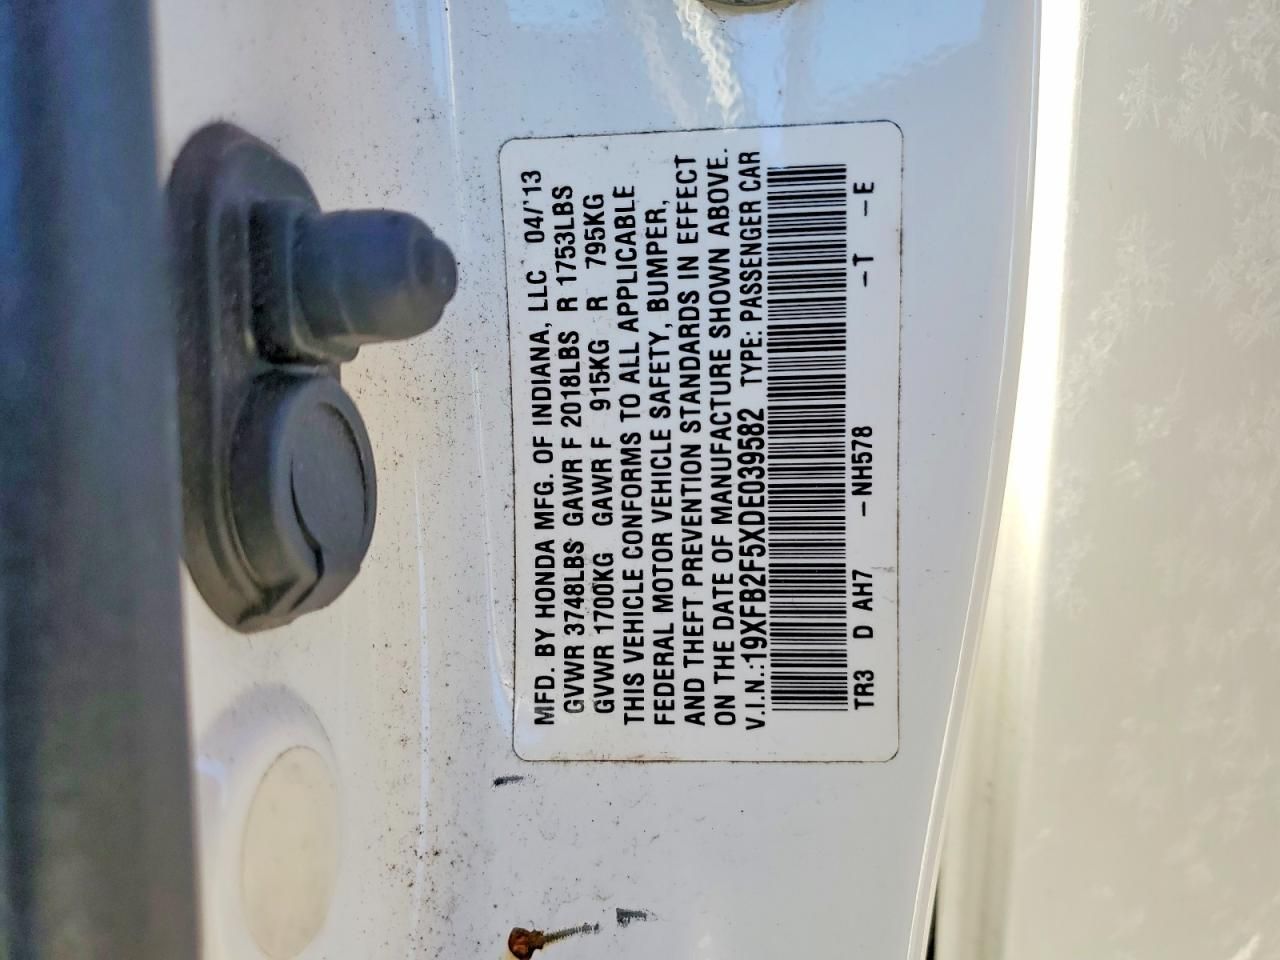 MFD. BY HONDA MFG. OF INDIANA, LLC 04/'13
GVWR 3748LBS GAWR F 2018LBS R 1753LBS
GVWR 1700KG GAWR F 915KG R 795KG
THIS VEHICLE CONFORMS TO ALL APPLICABLE
FEDERAL MOTOR VEHICLE SAFETY, BUMPER,
AND THEFT PREVENTION STANDARDS IN EFFECT
ON THE DATE OF MANUFACTURE SHOWN ABOVE.
V.I.N.:19XFB2F5XDE039582 TYPE: PASSENGER CAR
TR3 D AH7 -NH578 -T -E